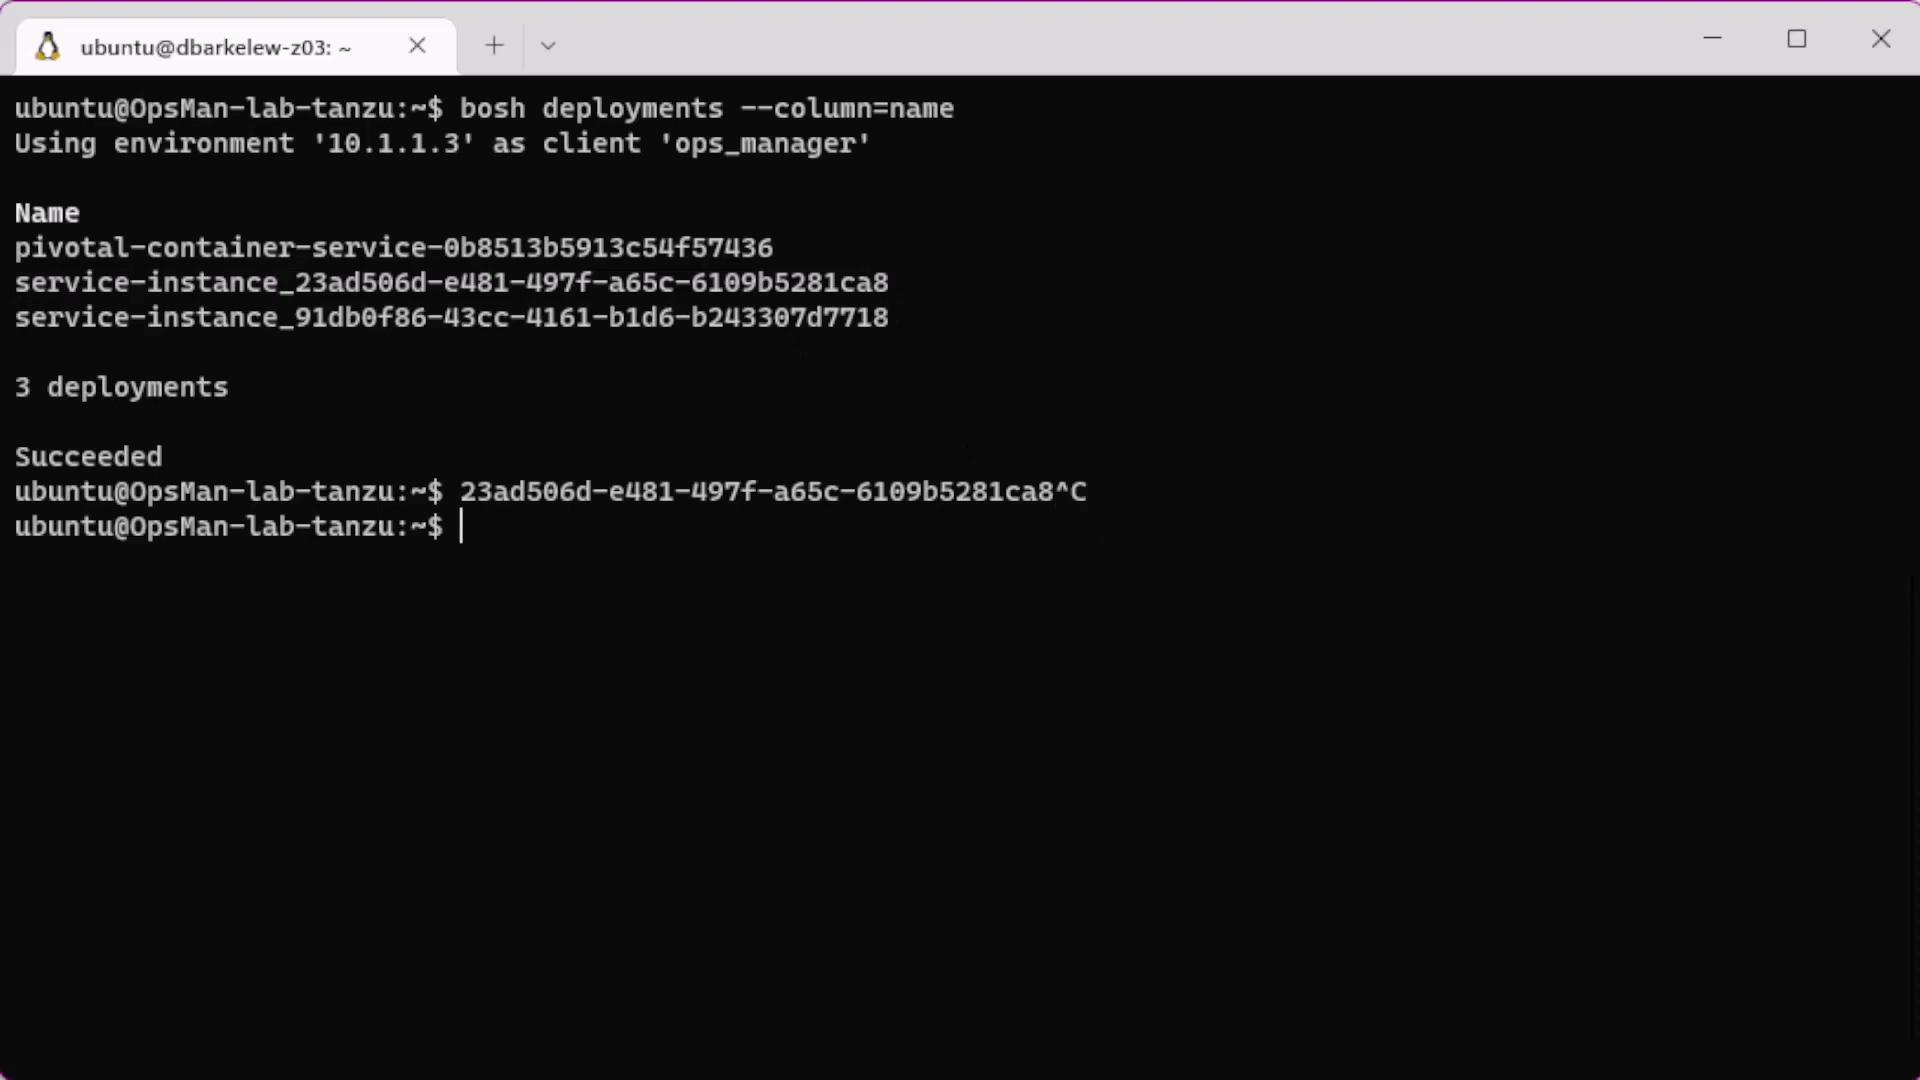 ubuntu@dbarkelew-z03: ~
ubuntu@OpsMan-lab-tanzu:~$ bosh deployments --column=name
Using environment '10.1.1.3' as client 'ops_manager'
Name
pivotal-container-service-0b8513b5913c54f57436
service-instance_23ad506d-e481-497f-a65c-6109b5281ca8
service-instance_91db0f86-43cc-4161-b1d6-b243307d7718
3 deployments
Succeeded
ubuntu@OpsMan-lab-tanzu:~$ 23ad506d-e481-497f-a65c-6109b5281ca8^C
ubuntu@OpsMan-lab-tanzu:~$